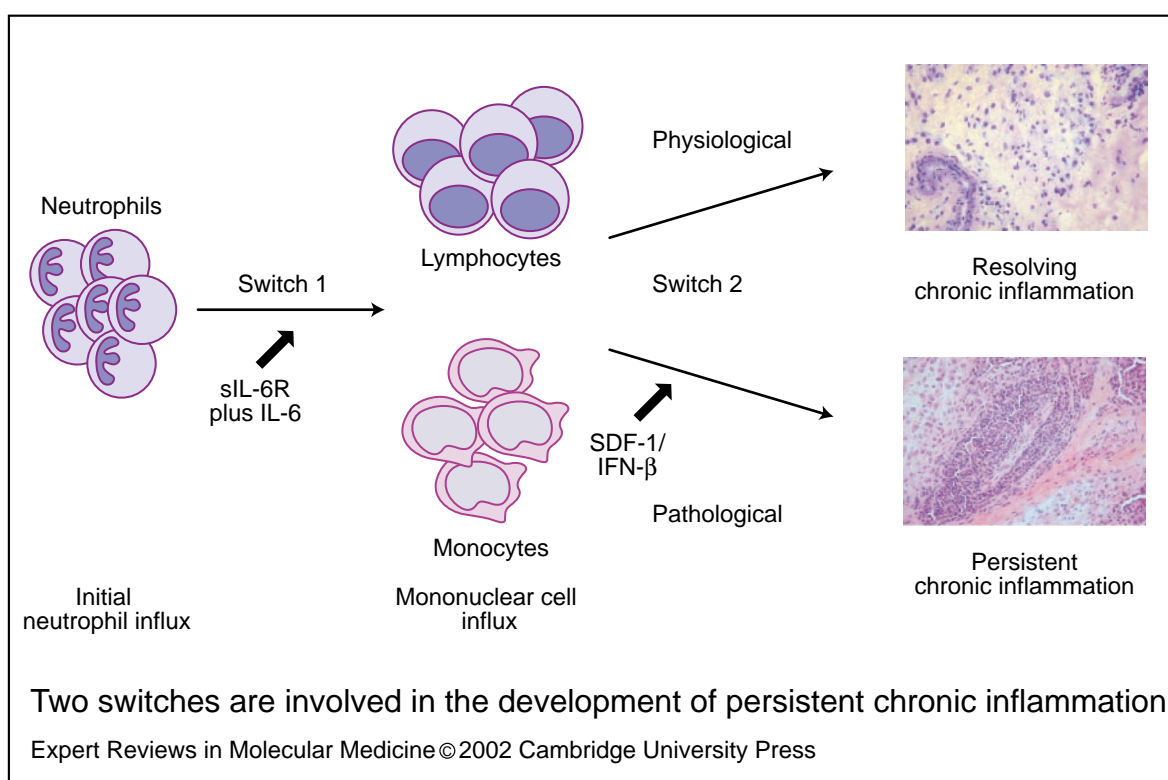 Neutrophils
Switch 1
sIL-6R
plus IL-6
Initial
neutrophil influx
Lymphocytes
Monocytes
Mononuclear cell
influx
Physiological
Switch 2
SDF-1/
IFN-β
Pathological
Resolving
chronic inflammation
Persistent
chronic inflammation
Two switches are involved in the development of persistent chronic inflammation
Expert Reviews in Molecular Medicine © 2002 Cambridge University Press